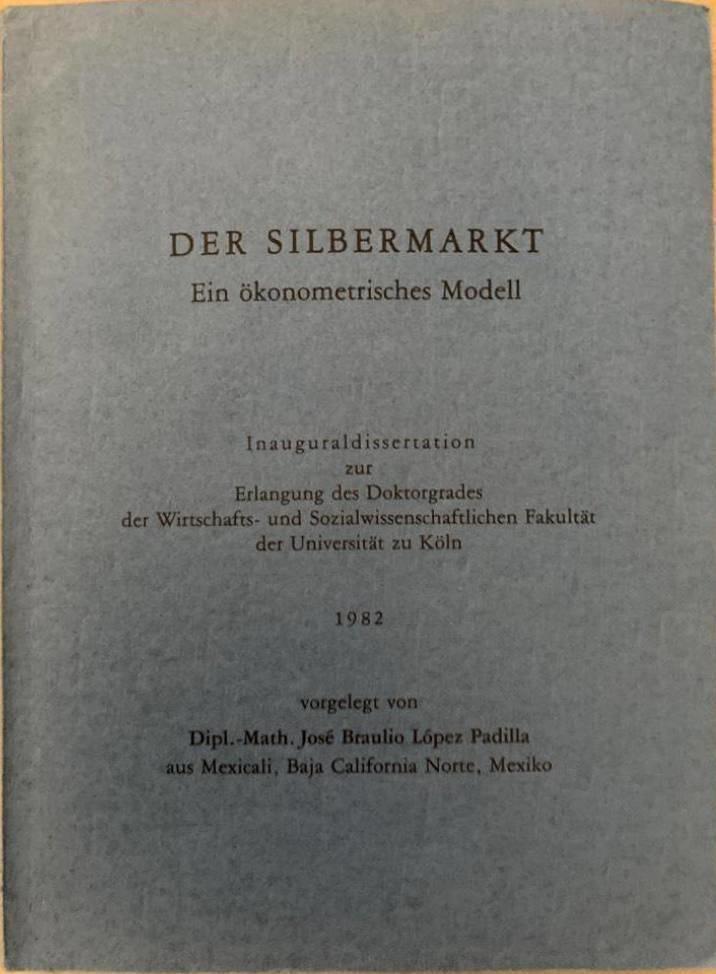 DER SILBERMARKT
Ein ökonometrisches Modell
Inauguraldissertation
zur
Erlangung des Doktorgrades
der Wirtschafts- und Sozialwissenschaftlichen Fakultät
der Universität zu Köln
1982
vorgelegt von
Dipl.-Math. José Braulio López Padilla
aus Mexicali, Baja California Norte, Mexiko